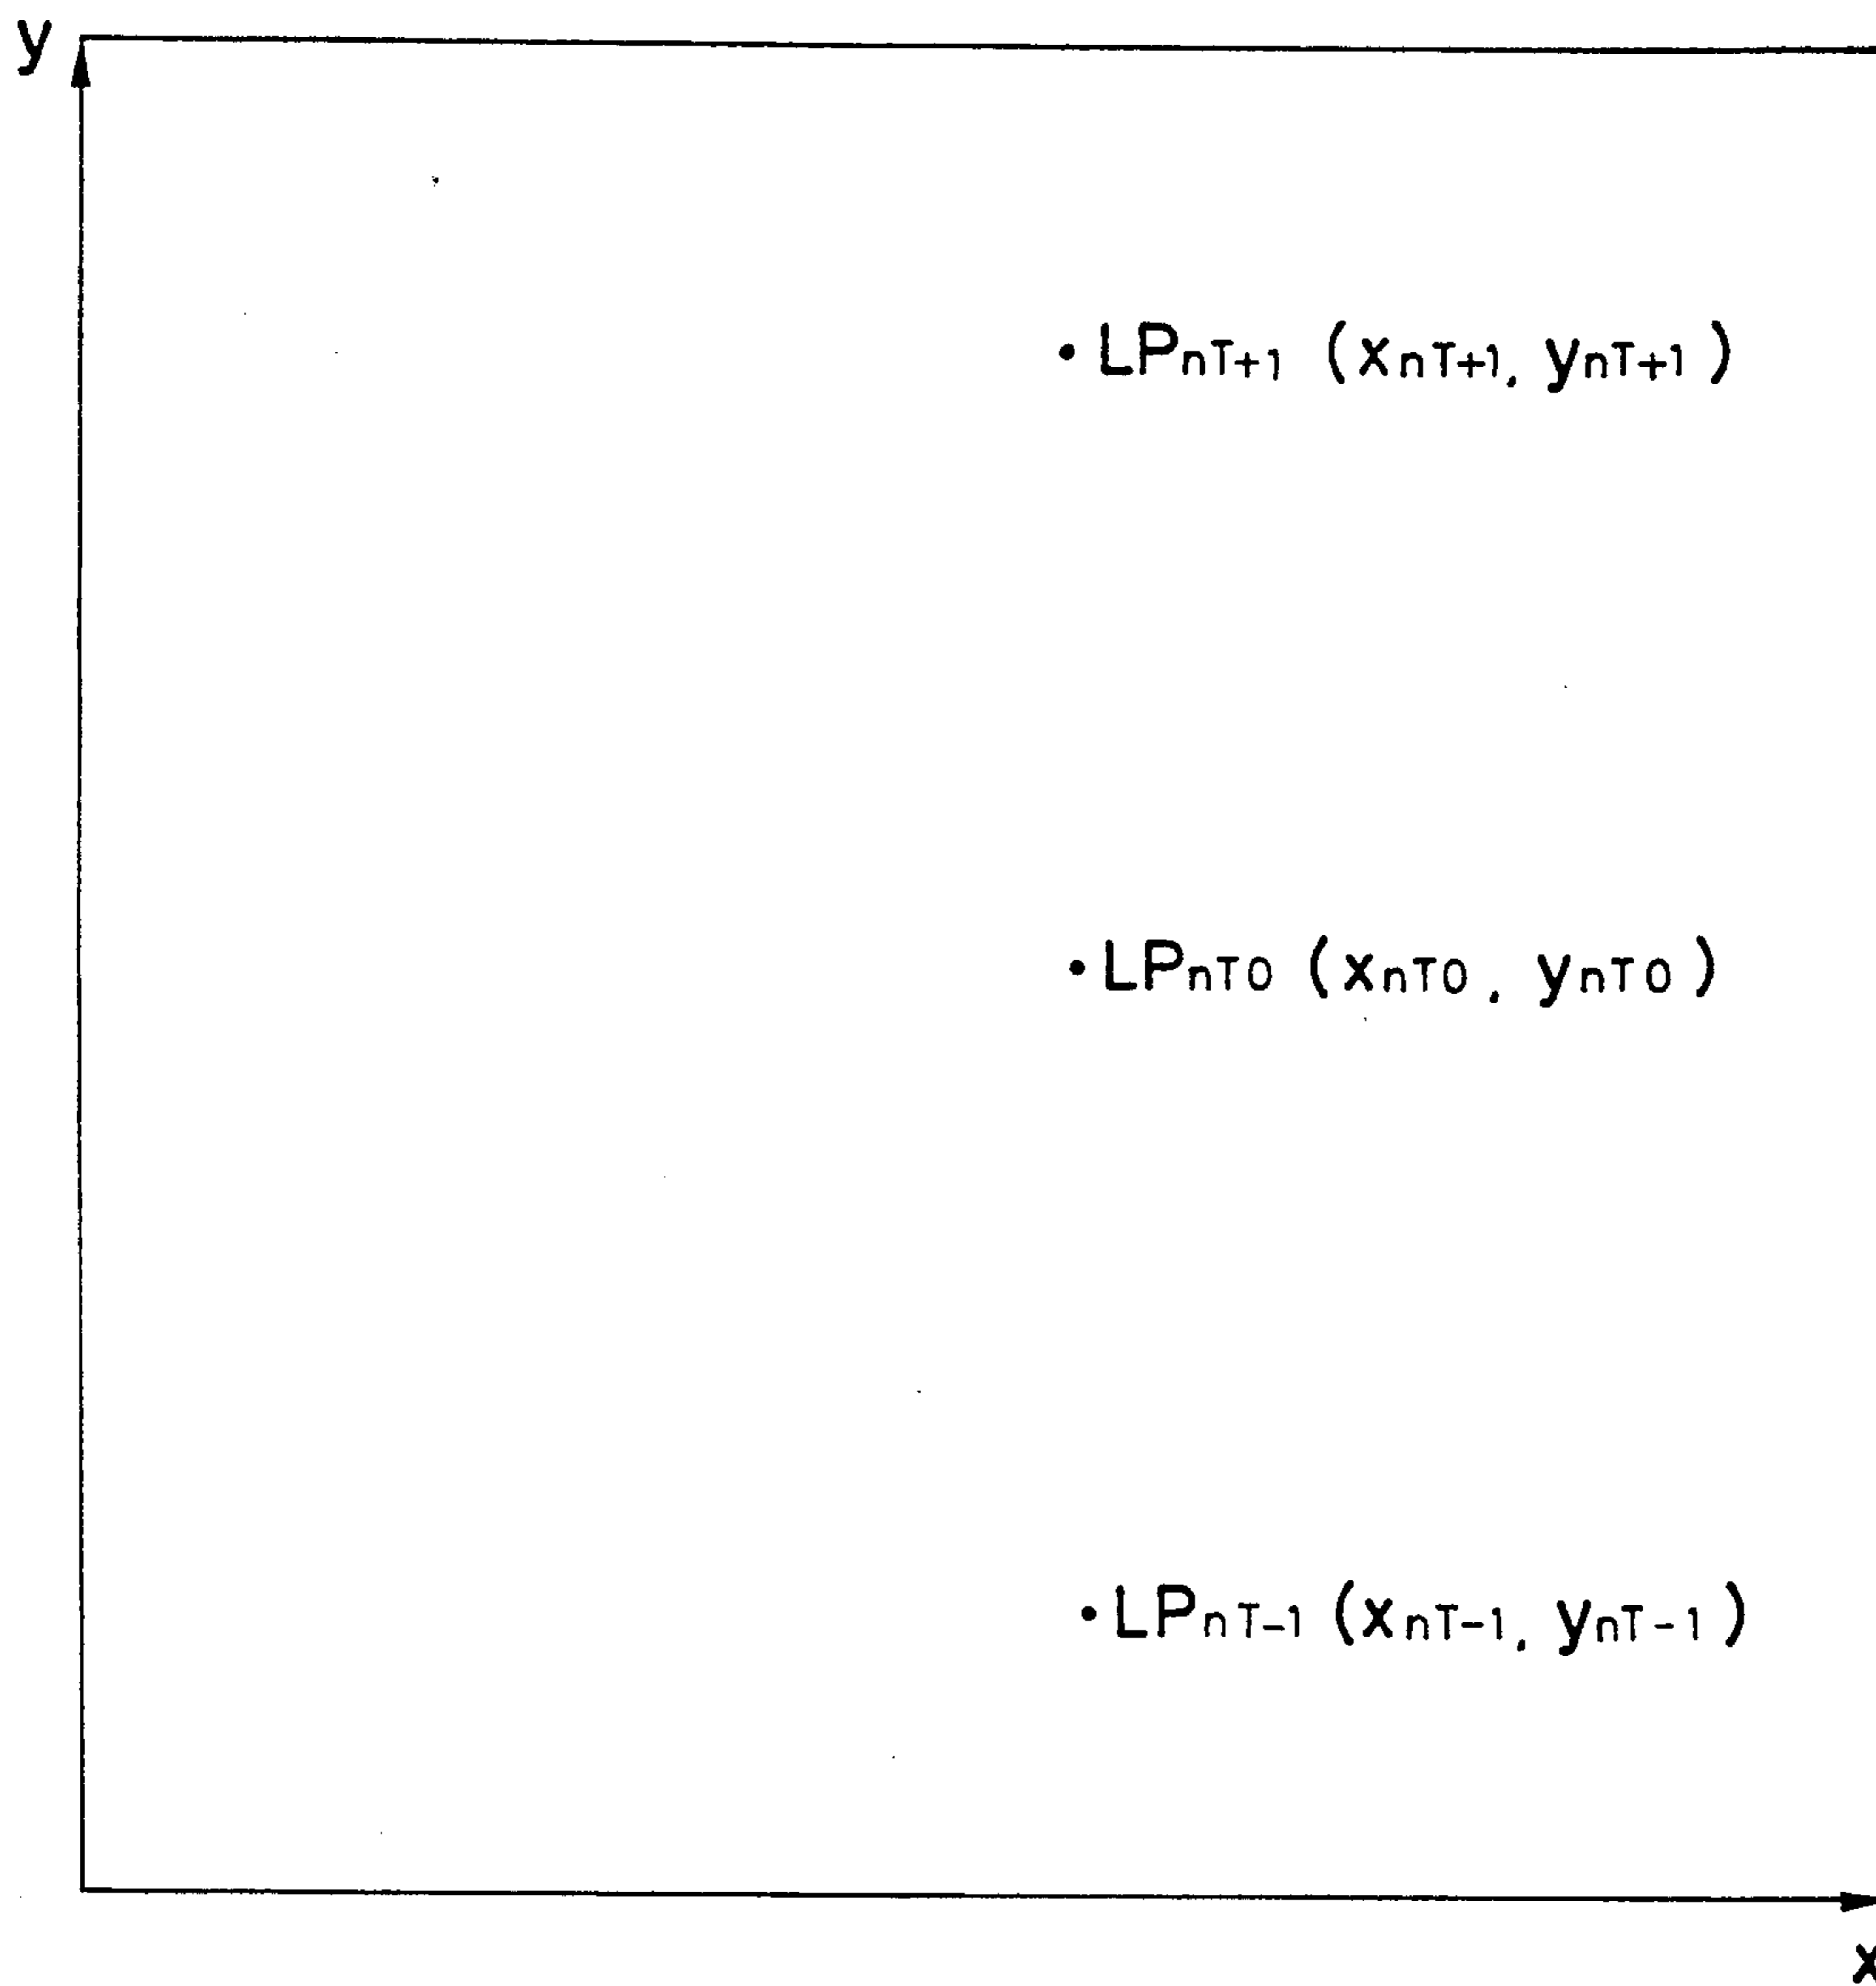 y
LPnT+1 (xnT+1, ynT+1)
LPnT0 (xnT0, ynT0)
LPnT-1 (xnT-1, ynT-1)
x